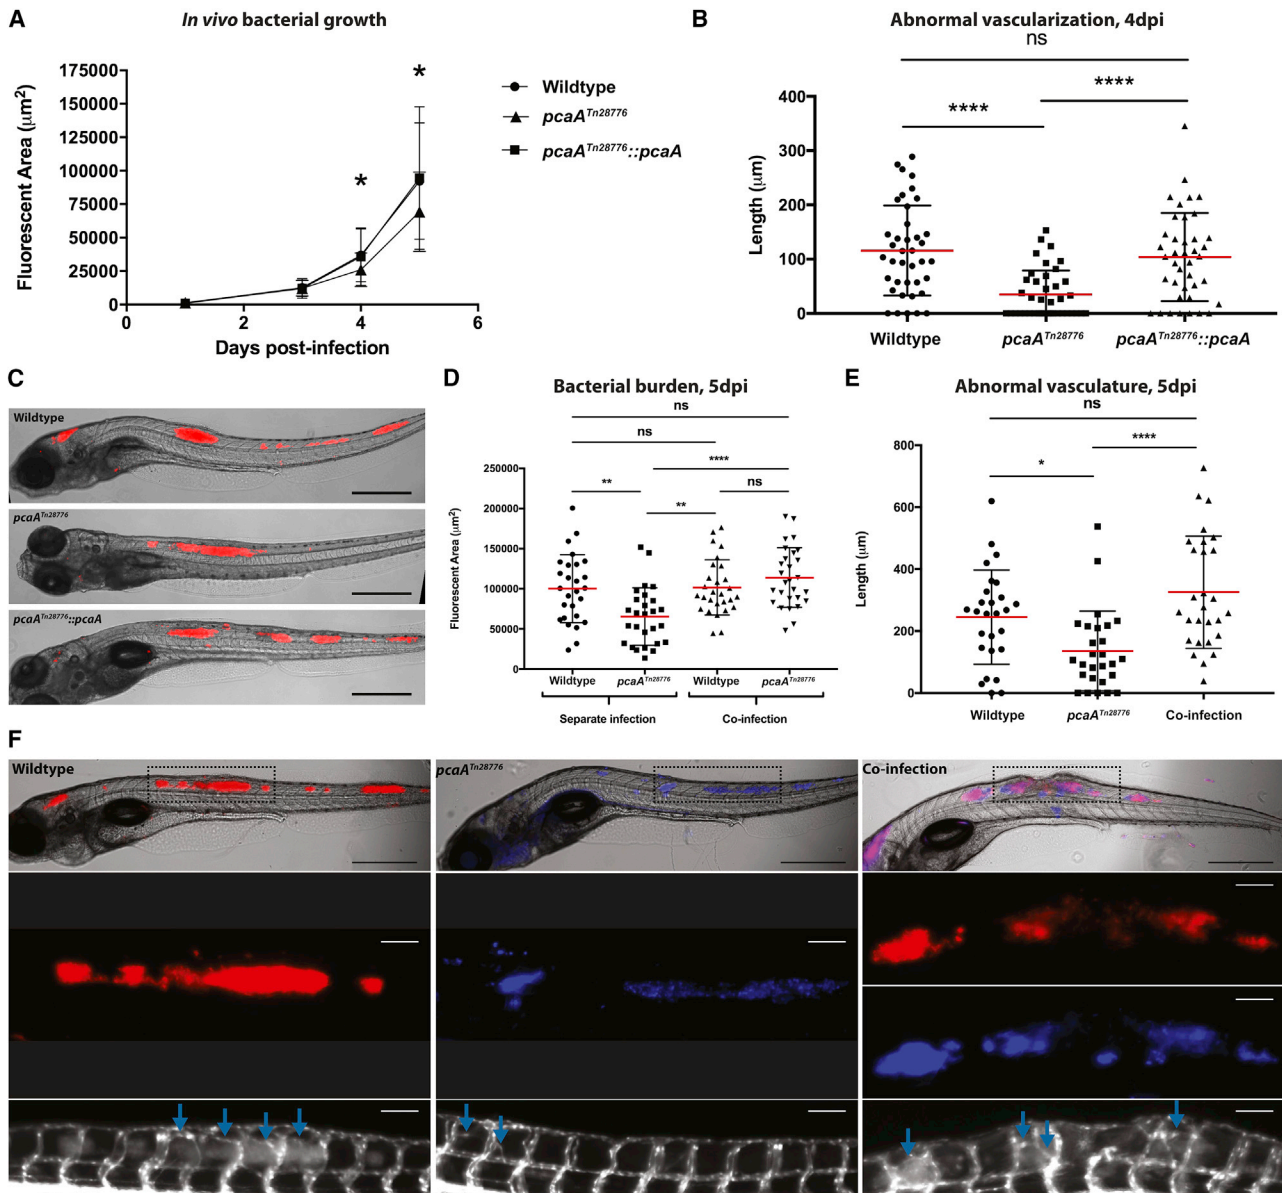 A
In vivo bacterial growth
175000
150000
125000
100000
75000
50000
25000
0
Fluorescent Area (μm²)
*
*
0 2 4 6
Days post-infection
Wildtype
pcaA^Tn28776
pcaA^Tn28776::pcaA
B
Abnormal vascularization, 4dpi
ns
****
****
400
300
200
100
0
Length (μm)
Wildtype pcaA^Tn28776 pcaA^Tn28776::pcaA
C
Wildtype
pcaA^Tn28776
pcaA^Tn28776::pcaA
D
Bacterial burden, 5dpi
ns
ns
****
** ns
**
250000
200000
150000
100000
50000
0
Fluorescent Area (μm²)
Wildtype pcaA^Tn28776 Wildtype pcaA^Tn28776
Separate infection Co-infection
E
Abnormal vasculature, 5dpi
ns
****
*
800
600
400
200
0
Length (μm)
Wildtype pcaA^Tn28776 Co-infection
F
Wildtype
pcaA^Tn28776
Co-infection